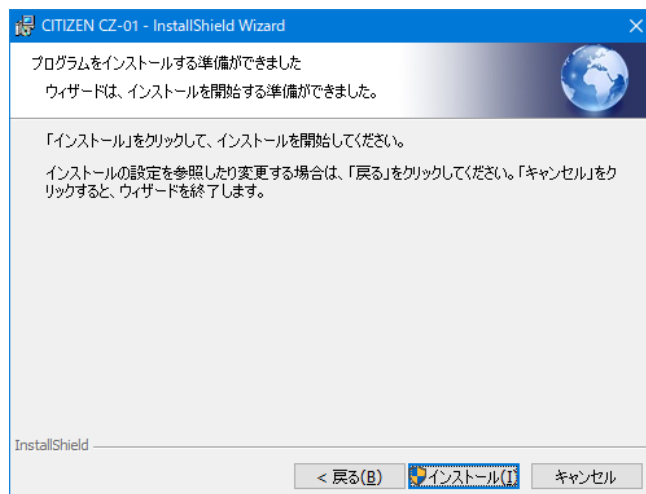 CITIZEN CZ-01 - InstallShield Wizard
プログラムをインストールする準備ができました
ウィザードは、インストールを開始する準備ができました。
「インストール」をクリックして、インストールを開始してください。
インストールの設定を参照したり変更する場合は、「戻る」をクリックしてください。「キャンセル」をク
リックすると、ウィザードを終了します。
InstallShield
< 戻る(B)
インストール(I)
キャンセル